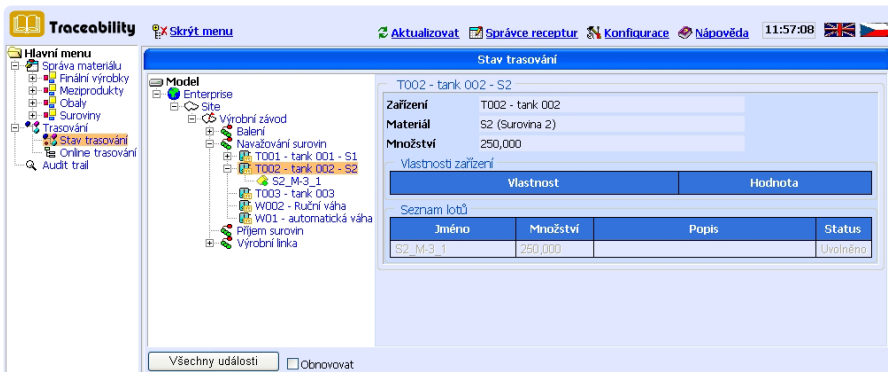 Traceability
Skrýt menu
Aktualizovat Správce receptur Konfigurace Nápověda 11:57:08
Hlavní menu
Správa materiálu
Finální výrobky
Meziprodukty
Obaly
Suroviny
Trasování
Stav trasování
Online trasování
Audit trail
Stav trasování
Model
Enterprise
Site
Výrobní závod
Balení
Navažování surovin
T001 - tank 001 - S1
T002 - tank 002 - S2
S2_M-3_1
T003 - tank 003
W002 - Ruční váha
W01 - automatická váha
Příjem surovin
Výrobní linka
T002 - tank 002 - S2
Zařízení T002 - tank 002
Materiál S2 (Surovina 2)
Množství 250,000
Vlastnosti zařízení
Vlastnost Hodnota
Seznam lotů
Jméno Množství Popis Status
S2_M-3_1 250,000 Uvolněno
Všechny události Obnovovat